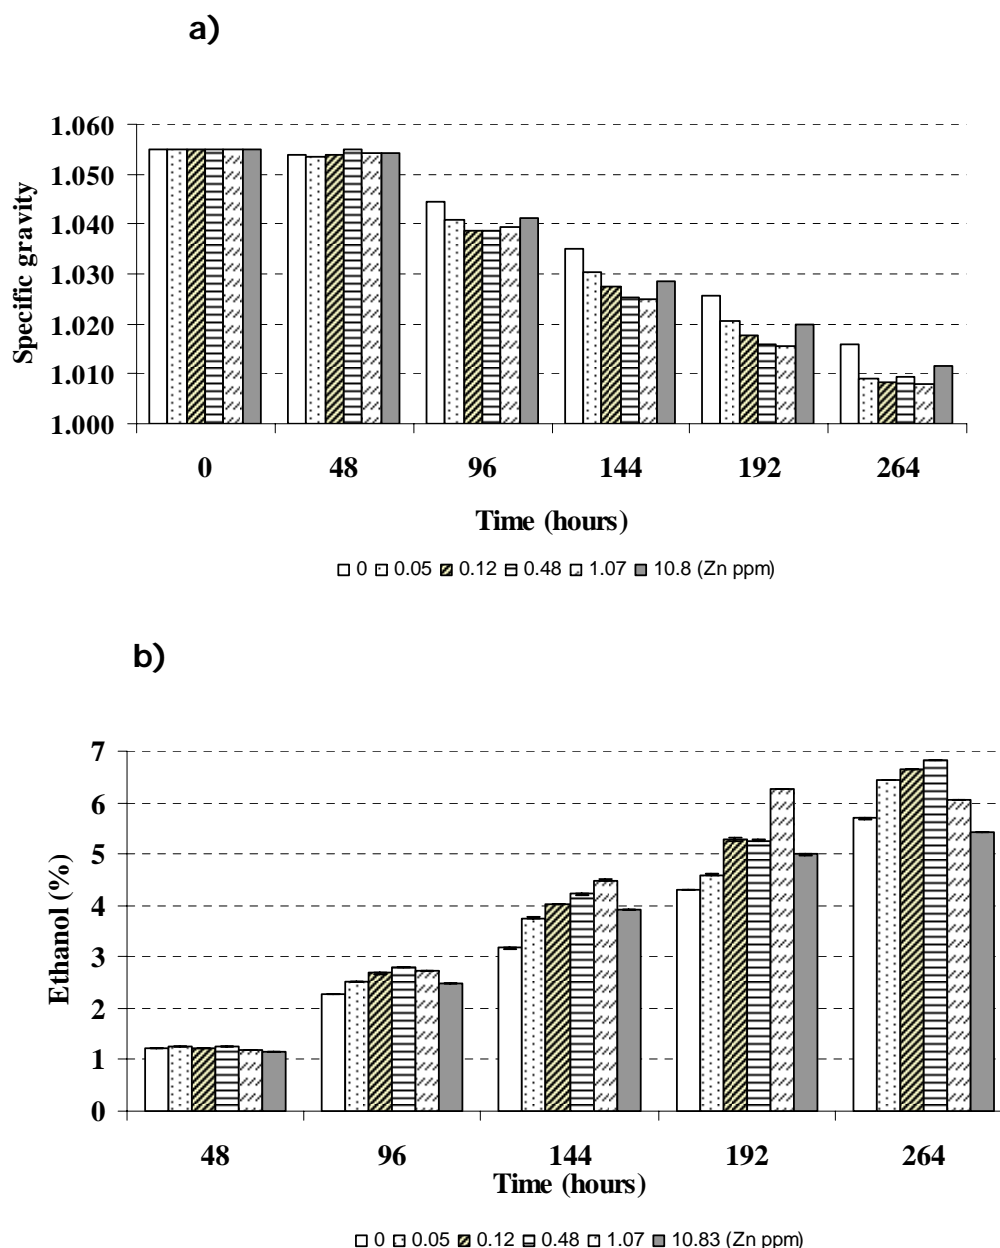 a)
1.060
1.050
1.040
1.030
1.020
1.010
1.000
Specific gravity
0 48 96 144 192 264
Time (hours)
0 0.05 0.12 0.48 1.07 10.8 (Zn ppm)
b)
7
6
5
4
3
2
1
0
Ethanol (%)
48 96 144 192 264
Time (hours)
0 0.05 0.12 0.48 1.07 10.83 (Zn ppm)